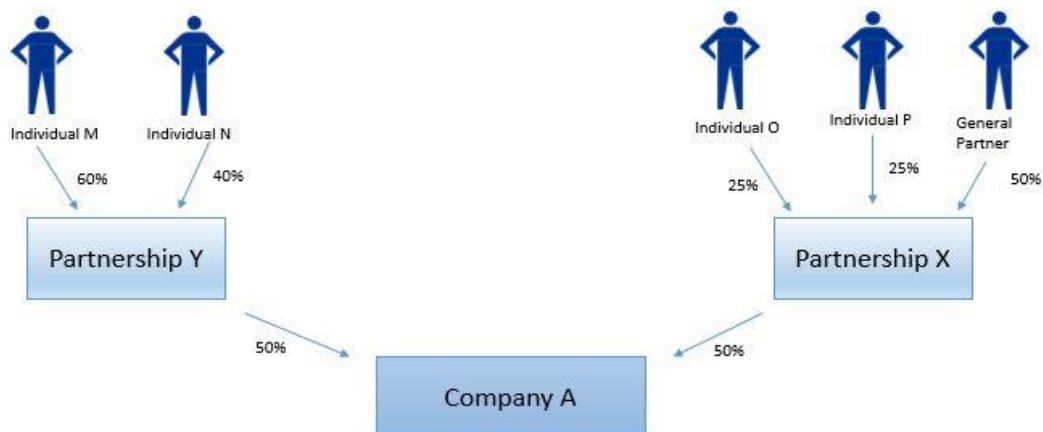 Individual M
Individual N
Individual O
Individual P
General
Partner
60%
40%
25%
25%
50%
Partnership Y
Partnership X
50%
50%
Company A